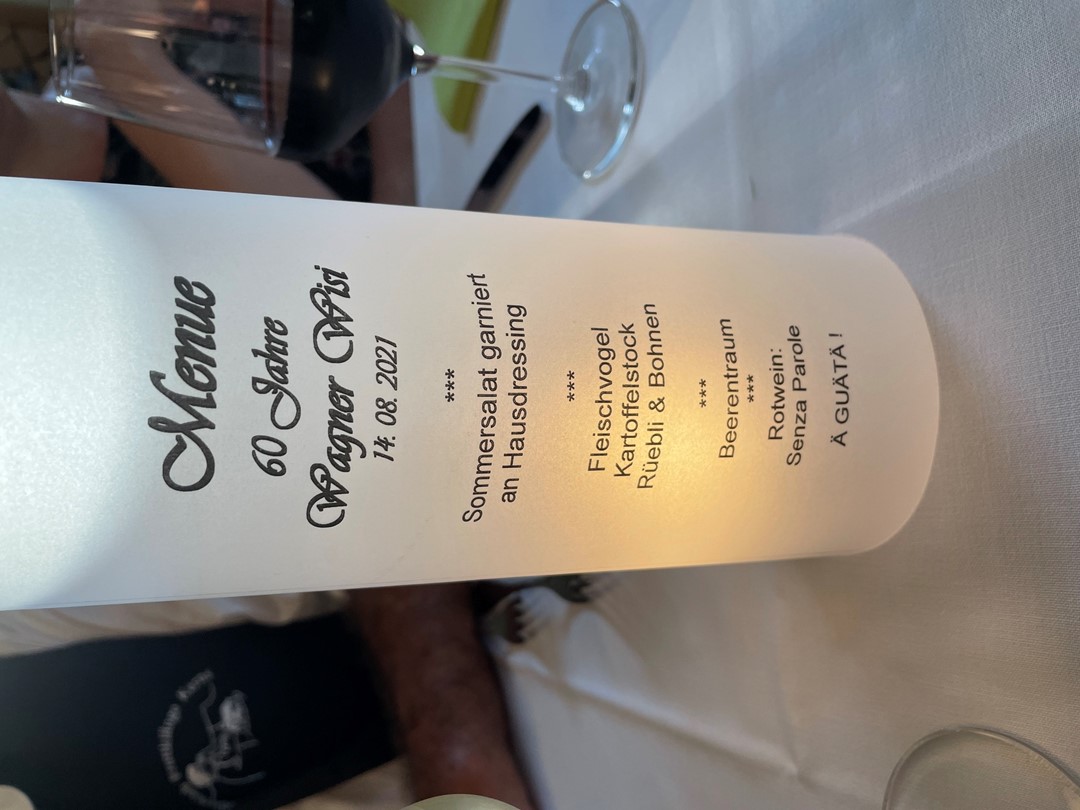 Menue
60 Jahre
Wagner Wisi
14. 08. 2021
***
Sommersalat garniert
an Hausdressing
***
Fleischvogel
Kartoffelstock
Rüebli & Bohnen
***
Beerentraum
***
Rotwein:
Senza Parole
Ä GUÄTÄ !